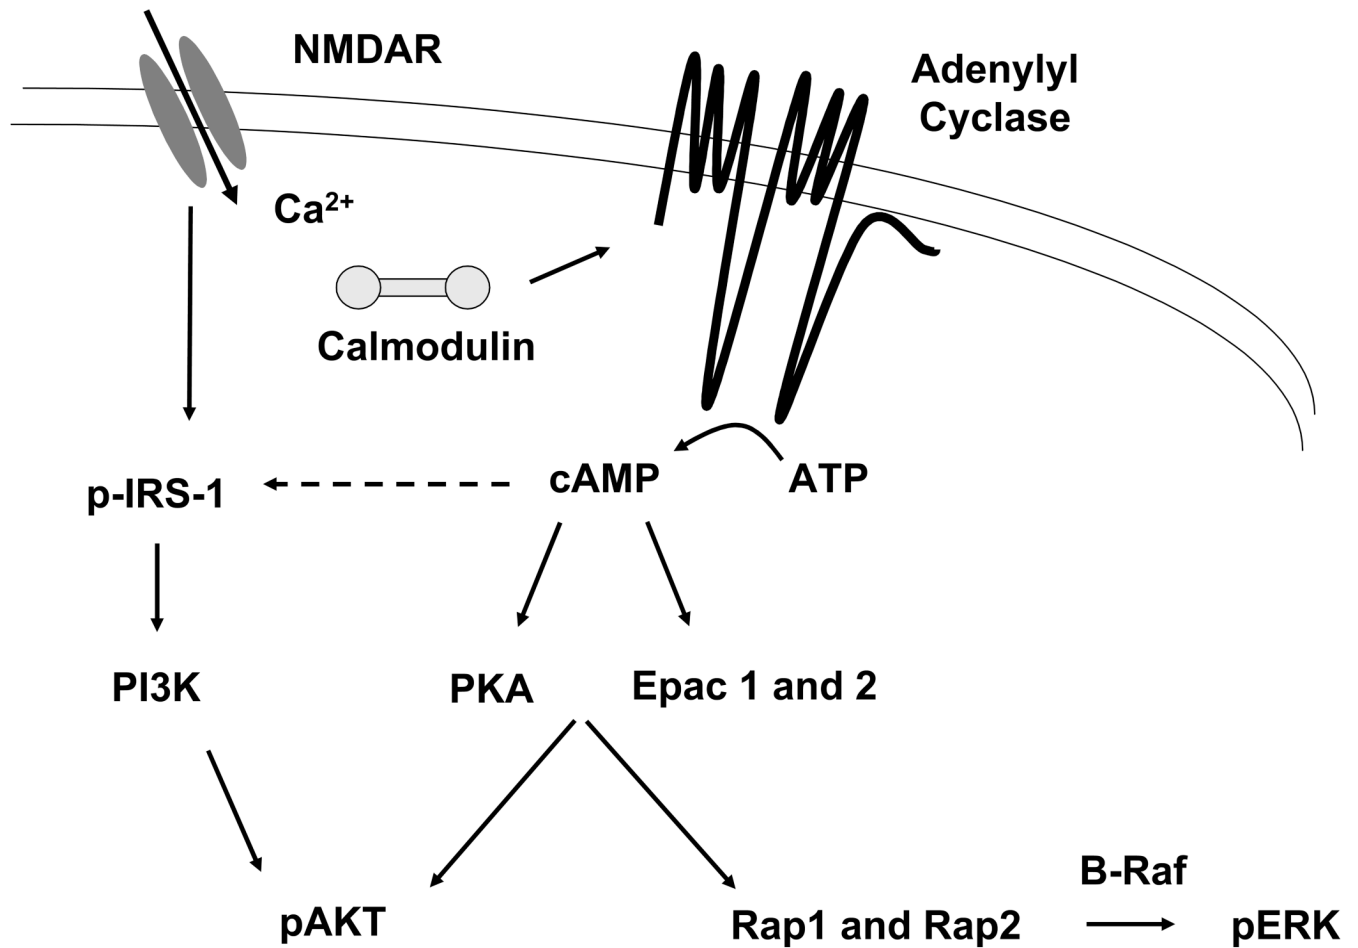 NMDAR
Adenylyl
Cyclase
Ca²⁺
Calmodulin
p-IRS-1
cAMP
ATP
PI3K
PKA
Epac 1 and 2
B-Raf
pAKT
Rap1 and Rap2
pERK